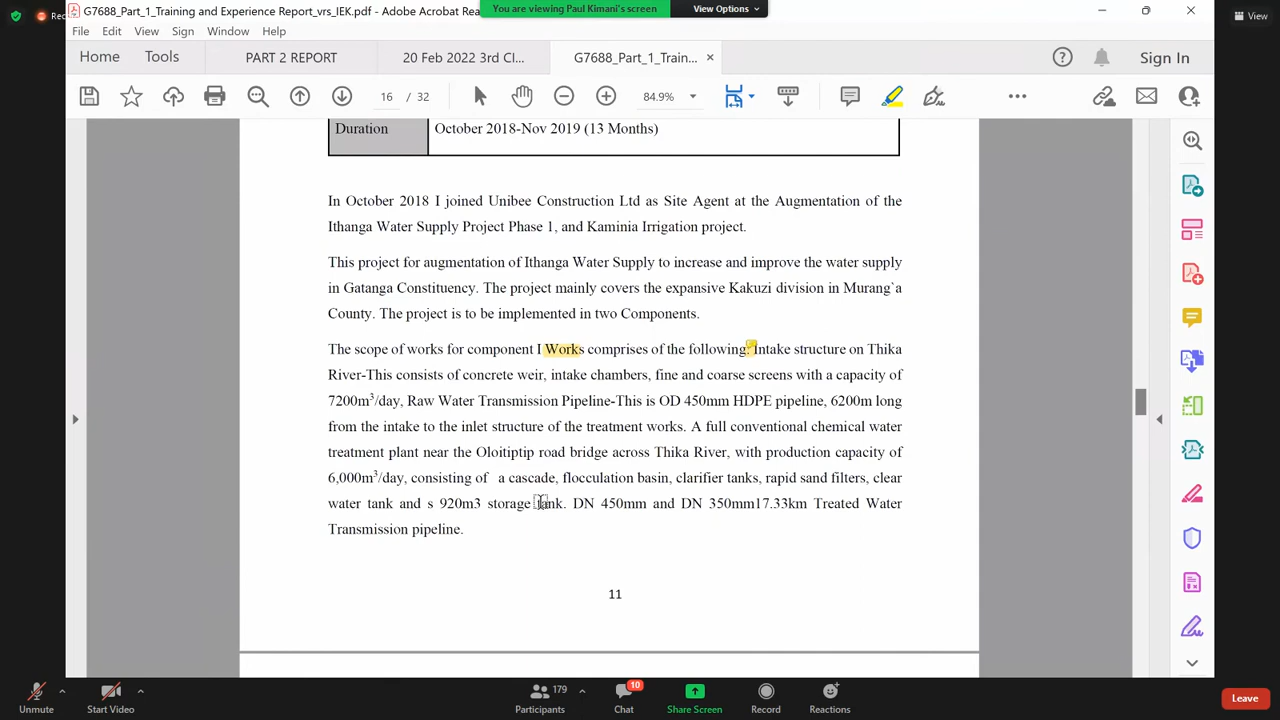 G7688_Part_1_Training and Experience Report_vrs_IEK.pdf - Adobe Acrobat Rea
You are viewing Paul Kimani's screen
View Options
Rec
View
File Edit View Sign Window Help
Home Tools PART 2 REPORT 20 Feb 2022 3rd Cl... G7688_Part_1_Train... Sign In
16 / 32 84.9%
Duration October 2018-Nov 2019 (13 Months)
In October 2018 I joined Unibee Construction Ltd as Site Agent at the Augmentation of the
Ithanga Water Supply Project Phase 1, and Kaminia Irrigation project.
This project for augmentation of Ithanga Water Supply to increase and improve the water supply
in Gatanga Constituency. The project mainly covers the expansive Kakuzi division in Murang`a
County. The project is to be implemented in two Components.
The scope of works for component I Works comprises of the following: Intake structure on Thika
River-This consists of concrete weir, intake chambers, fine and coarse screens with a capacity of
7200m³/day, Raw Water Transmission Pipeline-This is OD 450mm HDPE pipeline, 6200m long
from the intake to the inlet structure of the treatment works. A full conventional chemical water
treatment plant near the Oloitiptip road bridge across Thika River, with production capacity of
6,000m³/day, consisting of a cascade, flocculation basin, clarifier tanks, rapid sand filters, clear
water tank and s 920m3 storage tank. DN 450mm and DN 350mm17.33km Treated Water
Transmission pipeline.
11
Unmute Start Video Participants 179 Chat 10 Share Screen Record Reactions Leave